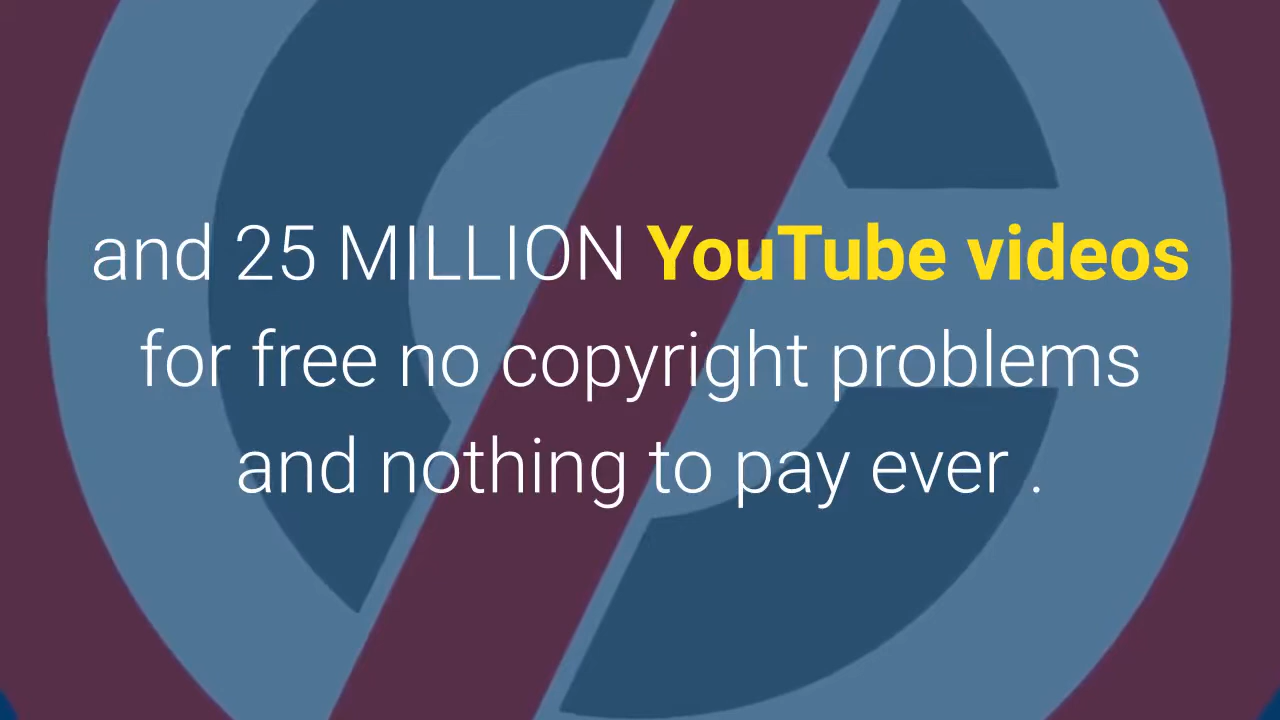 and 25 MILLION YouTube videos
for free no copyright problems
and nothing to pay ever .